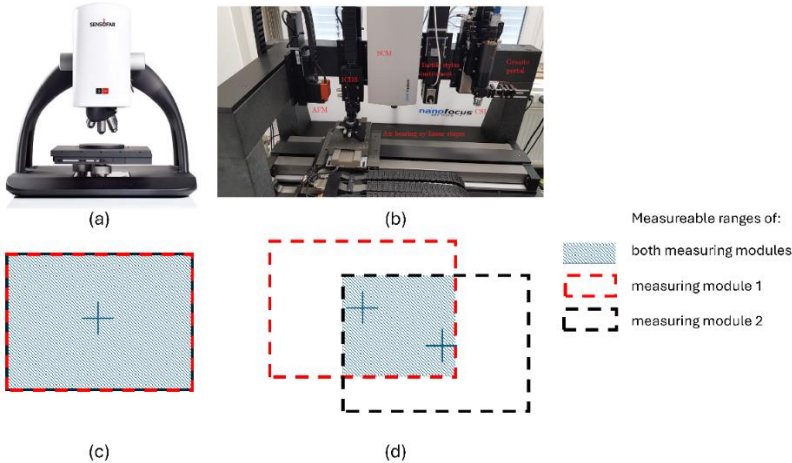 SENSOFAR
SCM
Tactile stylus
instrument
Granite
portal
ICHM
AFM
nanofocus
CSI
Air bearing xy linear stages
(a)
(b)
Measureable ranges of:
both measuring modules
measuring module 1
measuring module 2
(c)
(d)